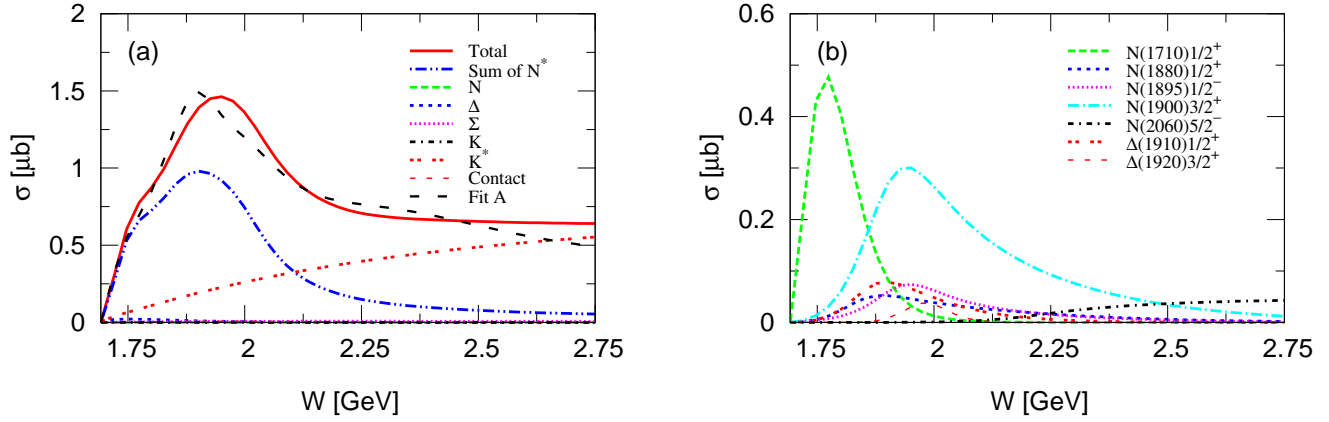 (a)
σ [μb]
2
1.5
1
0.5
0
1.75
2
2.25
2.5
2.75
W [GeV]
Total
Sum of N*
N
Δ
Σ
K
K*
Contact
Fit A
(b)
σ [μb]
0.6
0.4
0.2
0
1.75
2
2.25
2.5
2.75
W [GeV]
N(1710)1/2⁺
N(1880)1/2⁺
N(1895)1/2⁻
N(1900)3/2⁺
N(2060)5/2⁻
Δ(1910)1/2⁺
Δ(1920)3/2⁺